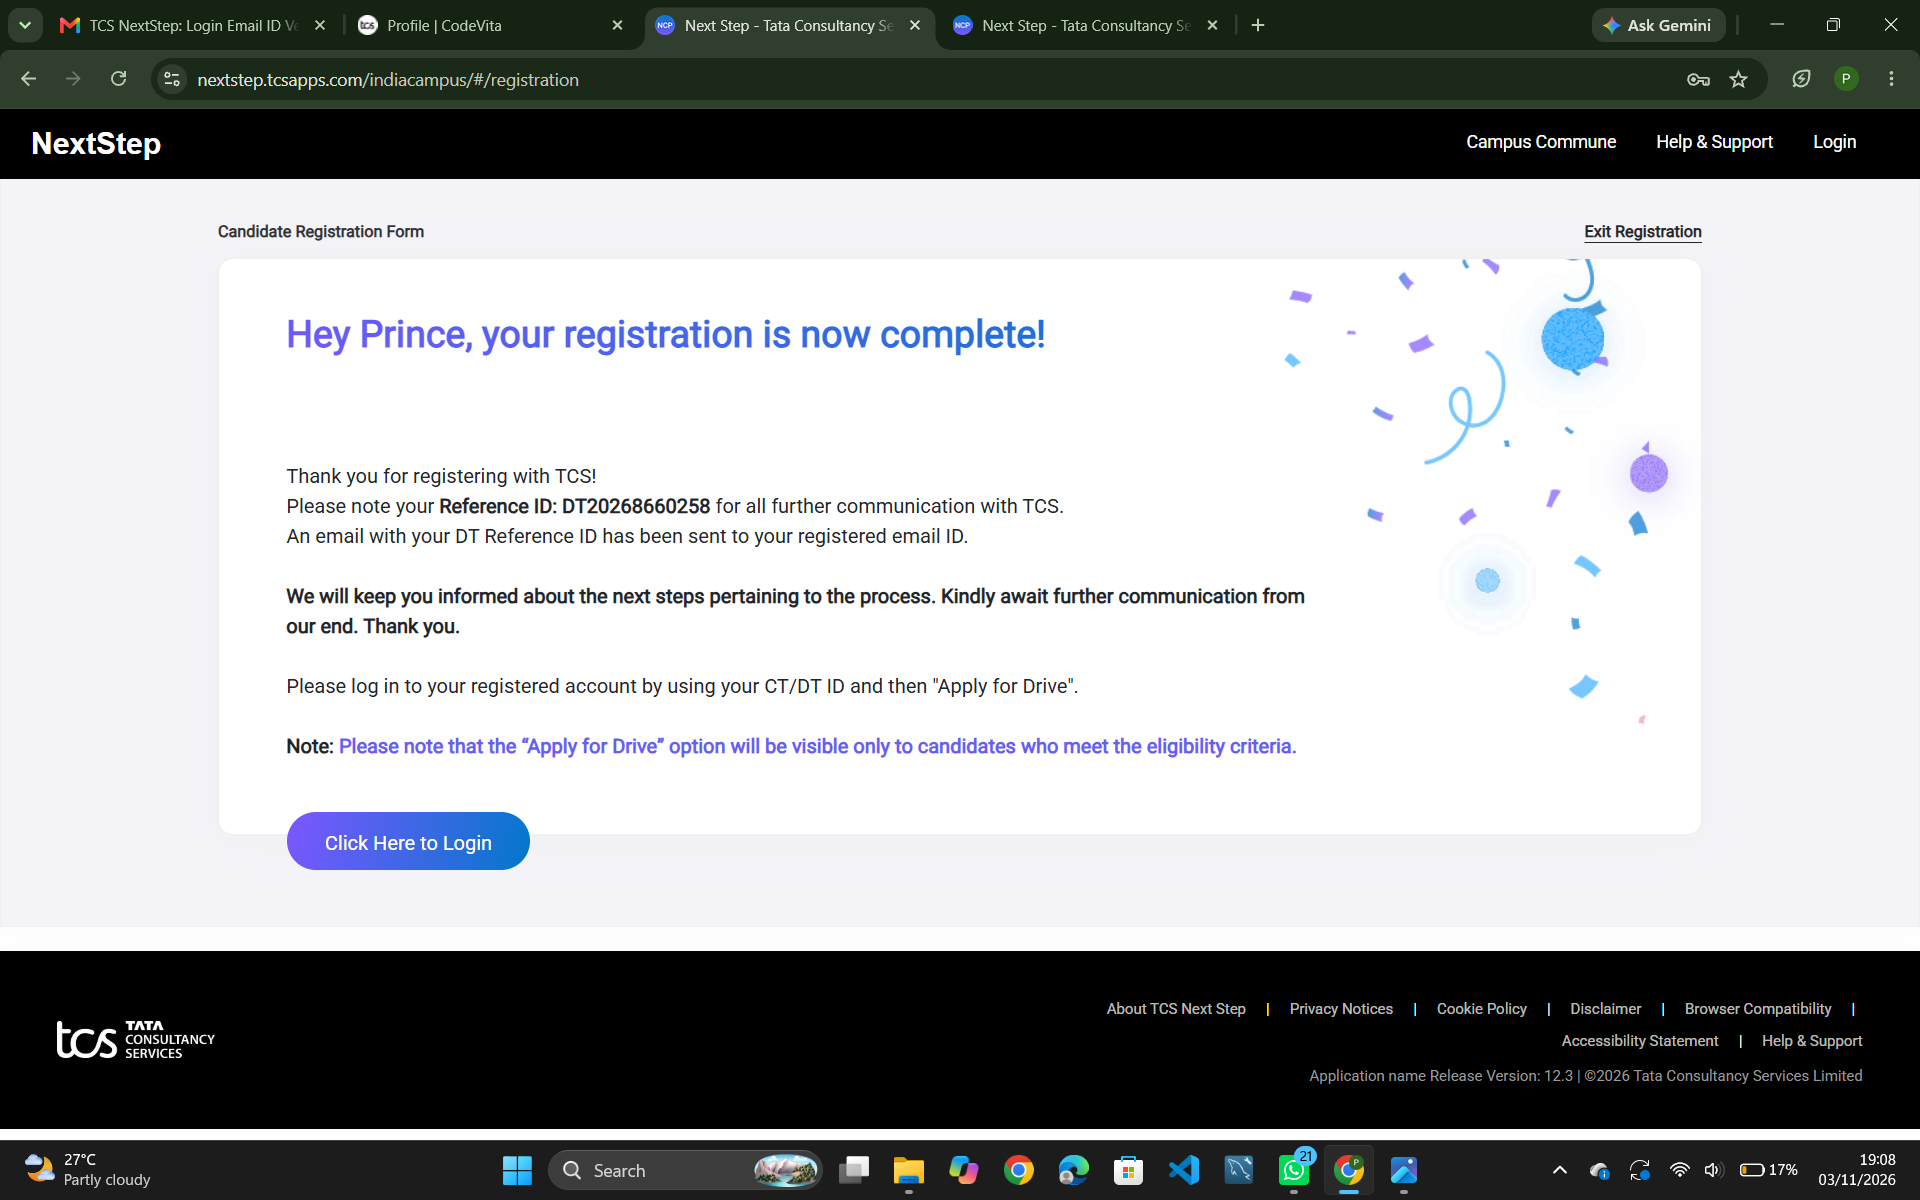 TCS NextStep: Login Email ID Ve
Profile | CodeVita
NCP
Next Step - Tata Consultancy Se
NCP
Next Step - Tata Consultancy Se
Ask Gemini
nextstep.tcsapps.com/indiacampus/#/registration
P
NextStep
Campus Commune
Help & Support
Login
Candidate Registration Form
Exit Registration
Hey Prince, your registration is now complete!
Thank you for registering with TCS!
Please note your Reference ID: DT20268660258 for all further communication with TCS.
An email with your DT Reference ID has been sent to your registered email ID.
We will keep you informed about the next steps pertaining to the process. Kindly await further communication from
our end. Thank you.
Please log in to your registered account by using your CT/DT ID and then "Apply for Drive".
Note: Please note that the “Apply for Drive” option will be visible only to candidates who meet the eligibility criteria.
Click Here to Login
tcs TATA
CONSULTANCY
SERVICES
About TCS Next Step | Privacy Notices | Cookie Policy | Disclaimer | Browser Compatibility |
Accessibility Statement | Help & Support
Application name Release Version: 12.3 | ©2026 Tata Consultancy Services Limited
27°C
Partly cloudy
Search
21
P
17%
19:08
03/11/2026